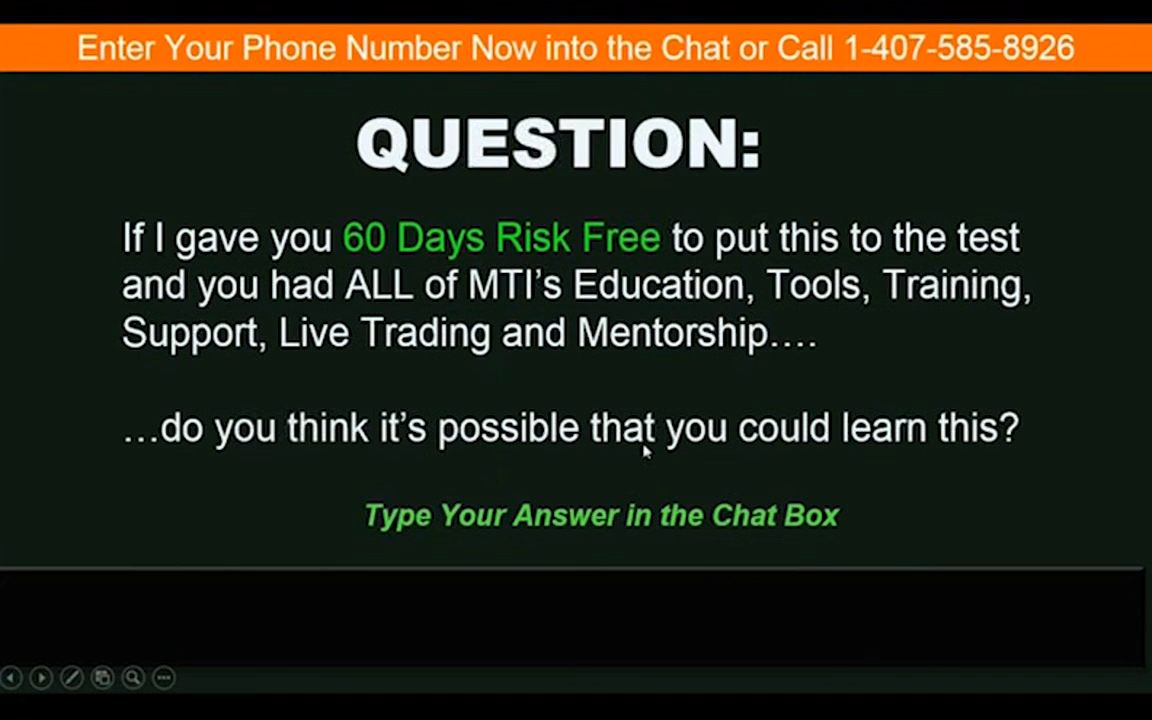 Enter Your Phone Number Now into the Chat or Call 1-407-585-8926
QUESTION:
If I gave you 60 Days Risk Free to put this to the test
and you had ALL of MTI’s Education, Tools, Training,
Support, Live Trading and Mentorship….
…do you think it’s possible that you could learn this?
Type Your Answer in the Chat Box